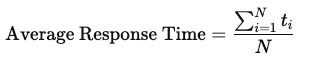 Average Response Time = \frac{\sum_{i=1}^{N} t_i}{N}